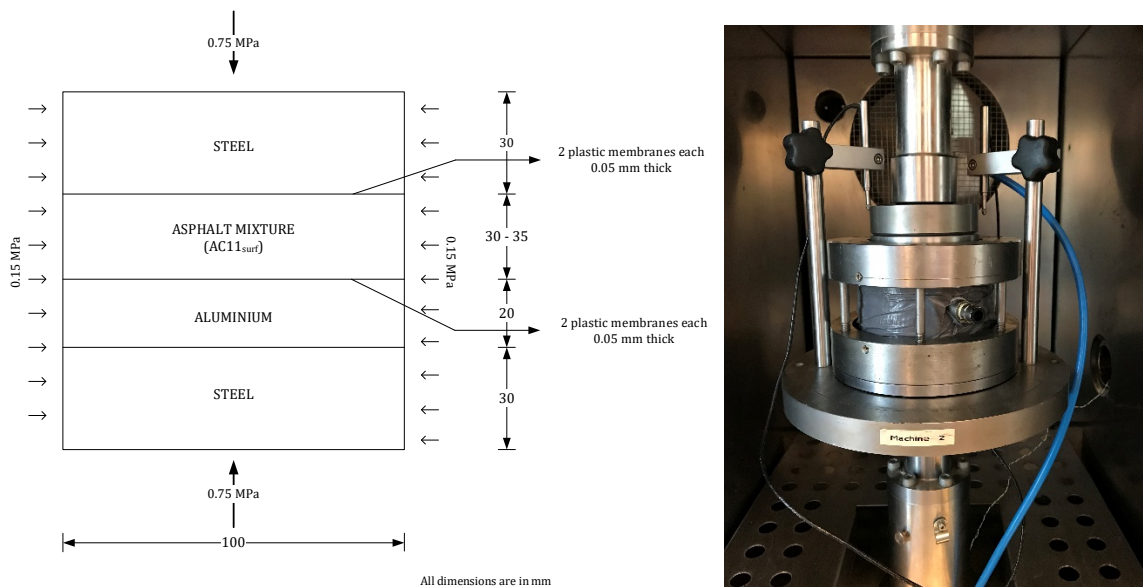 0.75 MPa
STEEL
30
2 plastic membranes each
0.05 mm thick
ASPHALT MIXTURE
(AC11surf)
30 - 35
0.15 MPa
0.15 MPa
ALUMINIUM
20
2 plastic membranes each
0.05 mm thick
STEEL
30
0.75 MPa
100
All dimensions are in mm
Machine 2